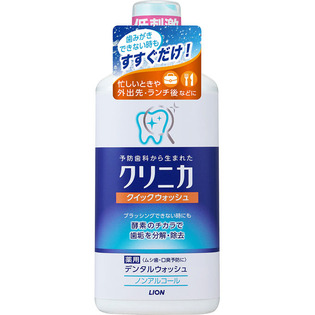 低刺激
歯みがき
できない時も
すすぐだけ!
忙しいときや
外出先・ランチ後などに
予防歯科から生まれた
クリニカ
クイックウォッシュ
ブラッシングできない時にも
酵素のチカラで
歯垢を分解・除去
薬用(ムシ歯・口臭予防に)
デンタルウォッシュ
ノンアルコール
LION